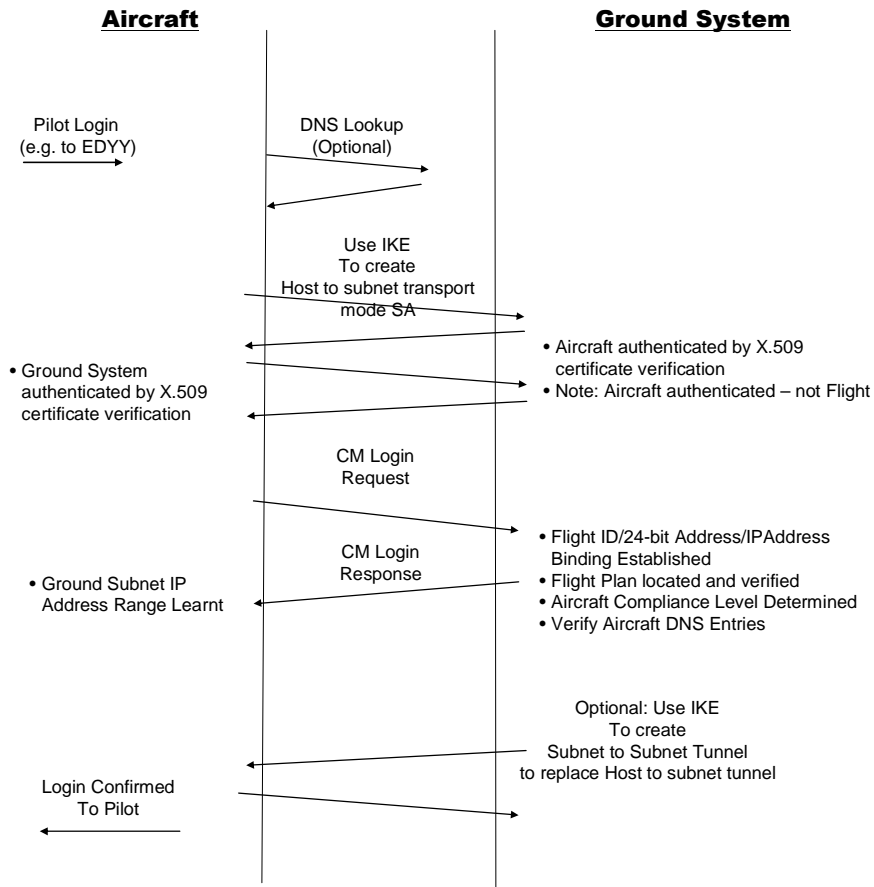 Aircraft
Ground System
Pilot Login
(e.g. to EDYY)
DNS Lookup
(Optional)
Use IKE
To create
Host to subnet transport
mode SA
• Ground System
authenticated by X.509
certificate verification
• Aircraft authenticated by X.509
certificate verification
• Note: Aircraft authenticated – not Flight
CM Login
Request
CM Login
Response
• Ground Subnet IP
Address Range Learnt
• Flight ID/24-bit Address/IPAddress
Binding Established
• Flight Plan located and verified
• Aircraft Compliance Level Determined
• Verify Aircraft DNS Entries
Optional: Use IKE
To create
Subnet to Subnet Tunnel
to replace Host to subnet tunnel
Login Confirmed
To Pilot